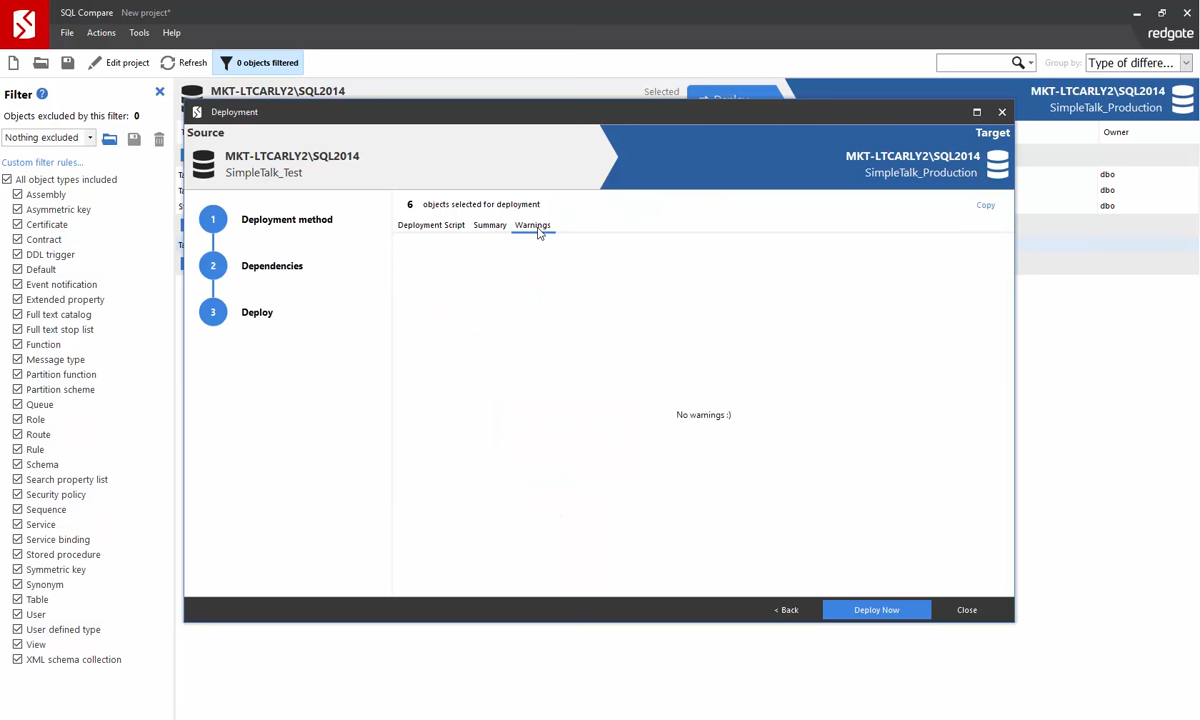 SQL Compare New project*
File Actions Tools Help
redgate
Edit project Refresh 0 objects filtered
Group by: Type of differe...
Filter ?
Objects excluded by this filter: 0
Nothing excluded
Custom filter rules...
All object types included
Assembly
Asymmetric key
Certificate
Contract
DDL trigger
Default
Event notification
Extended property
Full text catalog
Full text stop list
Function
Message type
Partition function
Partition scheme
Queue
Role
Route
Rule
Schema
Search property list
Security policy
Sequence
Service
Service binding
Stored procedure
Symmetric key
Synonym
Table
User
User defined type
View
XML schema collection
MKT-LTCARLY2\SQL2014
Selected
MKT-LTCARLY2\SQL2014
SimpleTalk_Production
Owner
dbo
dbo
dbo
Deployment
Source
Target
MKT-LTCARLY2\SQL2014
SimpleTalk_Test
MKT-LTCARLY2\SQL2014
SimpleTalk_Production
1 Deployment method
2 Dependencies
3 Deploy
6 objects selected for deployment
Copy
Deployment Script Summary Warnings
No warnings :)
< Back Deploy Now Close